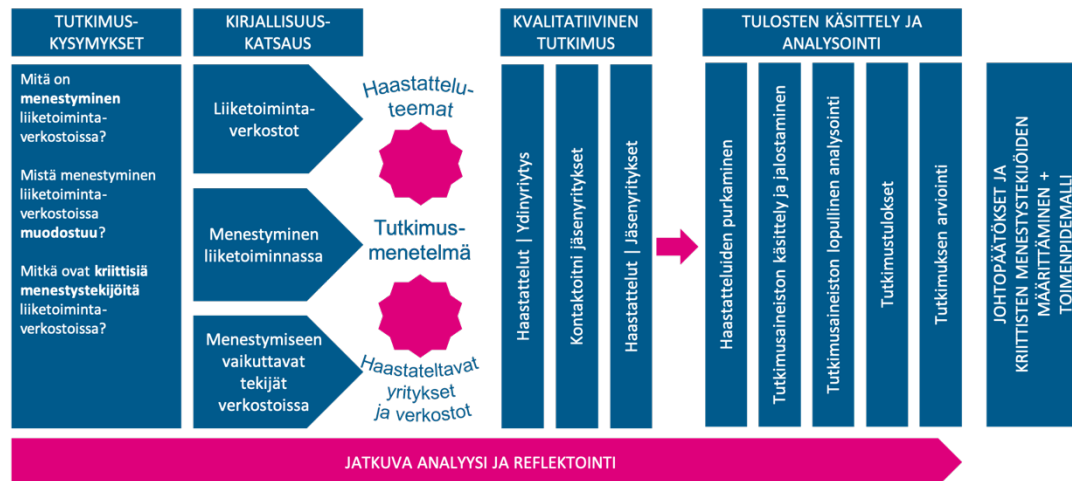 TUTKIMUS-
KYSYMYKSET
Mitä on
menestyminen
liiketoiminta-
verkostoissa?
Mistä menestyminen
liiketoiminta-
verkostoissa
muodostuu?
Mitkä ovat kriittisiä
menestystekijöitä
liiketoiminta-
verkostoissa?
KIRJALLISUUS-
KATSAUS
Liiketoiminta-
verkostot
Menestyminen
liiketoiminnassa
Menestymiseen
vaikuttavat
tekijät
verkostoissa
Haastattelu-
teemat
Tutkimus-
menetelmä
Haastateltavat
yritykset
ja verkostot
KVALITATIIVINEN
TUTKIMUS
Haastattelut | Ydinyriytys
Kontaktoitni jäsenyritykset
Haastattelut | Jäsenyritykset
TULOSTEN KÄSITTELY JA
ANALYSOINTI
Haastatteluiden purkaminen
Tutkimusaineiston käsittely ja jalostaminen
Tutkimusaineiston lopullinen analysointi
Tutkimustulokset
Tutkimuksen arviointi
JOHTOPÄÄTÖKSET JA
KRIITTISTEN MENESTYSTEKIJÖIDEN
MÄÄRITTÄMINEN +
TOIMENPIDEMALLI
JATKUVA ANALYYSI JA REFLEKTOINTI